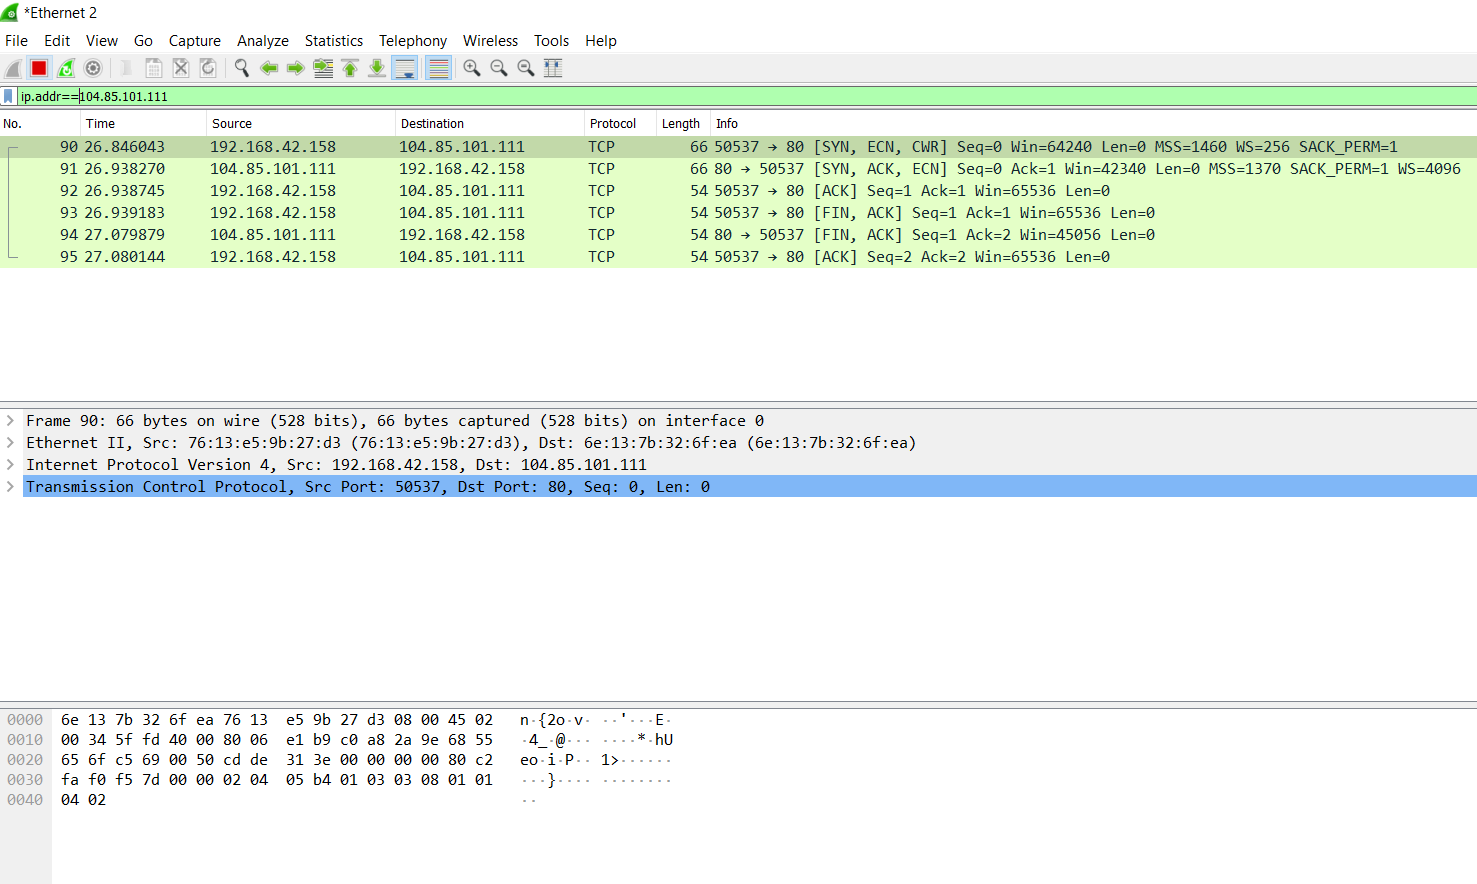 *Ethernet 2
File Edit View Go Capture Analyze Statistics Telephony Wireless Tools Help
ip.addr==104.85.101.111
No. Time Source Destination Protocol Length Info
90 26.846043 192.168.42.158 104.85.101.111 TCP 66 50537 → 80 [SYN, ECN, CWR] Seq=0 Win=64240 Len=0 MSS=1460 WS=256 SACK_PERM=1
91 26.938270 104.85.101.111 192.168.42.158 TCP 66 80 → 50537 [SYN, ACK, ECN] Seq=0 Ack=1 Win=42340 Len=0 MSS=1370 SACK_PERM=1 WS=4096
92 26.938745 192.168.42.158 104.85.101.111 TCP 54 50537 → 80 [ACK] Seq=1 Ack=1 Win=65536 Len=0
93 26.939183 192.168.42.158 104.85.101.111 TCP 54 50537 → 80 [FIN, ACK] Seq=1 Ack=1 Win=65536 Len=0
94 27.079879 104.85.101.111 192.168.42.158 TCP 54 80 → 50537 [FIN, ACK] Seq=1 Ack=2 Win=45056 Len=0
95 27.080144 192.168.42.158 104.85.101.111 TCP 54 50537 → 80 [ACK] Seq=2 Ack=2 Win=65536 Len=0
Frame 90: 66 bytes on wire (528 bits), 66 bytes captured (528 bits) on interface 0
Ethernet II, Src: 76:13:e5:9b:27:d3 (76:13:e5:9b:27:d3), Dst: 6e:13:7b:32:6f:ea (6e:13:7b:32:6f:ea)
Internet Protocol Version 4, Src: 192.168.42.158, Dst: 104.85.101.111
Transmission Control Protocol, Src Port: 50537, Dst Port: 80, Seq: 0, Len: 0
0000 6e 13 7b 32 6f ea 76 13 e5 9b 27 d3 08 00 45 02 n·{2o·v· ··'···E·
0010 00 34 5f fd 40 00 80 06 e1 b9 c0 a8 2a 9e 68 55 ·4_·@··· ····*·hU
0020 65 6f c5 69 00 50 cd de 31 3e 00 00 00 00 80 c2 eo·i·P·· 1>······
0030 fa f0 f5 7d 00 00 02 04 05 b4 01 03 03 08 01 01 ···}···· ········
0040 04 02 ··